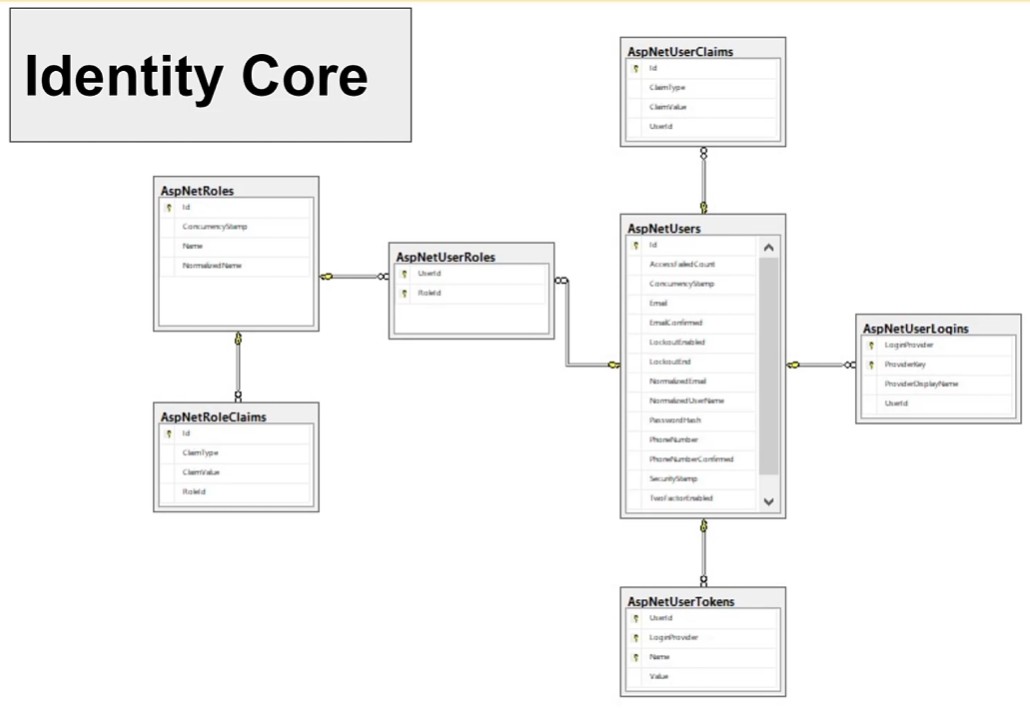 Identity Core
AspNetUserClaims
Id
ClaimType
ClaimValue
UserId
AspNetRoles
Id
ConcurrencyStamp
Name
NormalizedName
AspNetUserRoles
UserId
RoleId
AspNetUsers
Id
AccessFailedCount
ConcurrencyStamp
Email
EmailConfirmed
LockoutEnabled
LockoutEnd
NormalizedEmail
NormalizedUserName
PasswordHash
PhoneNumber
PhoneNumberConfirmed
SecurityStamp
TwoFactorEnabled
AspNetUserLogins
LoginProvider
ProviderKey
ProviderDisplayName
UserId
AspNetRoleClaims
Id
ClaimType
ClaimValue
RoleId
AspNetUserTokens
UserId
LoginProvider
Name
Value